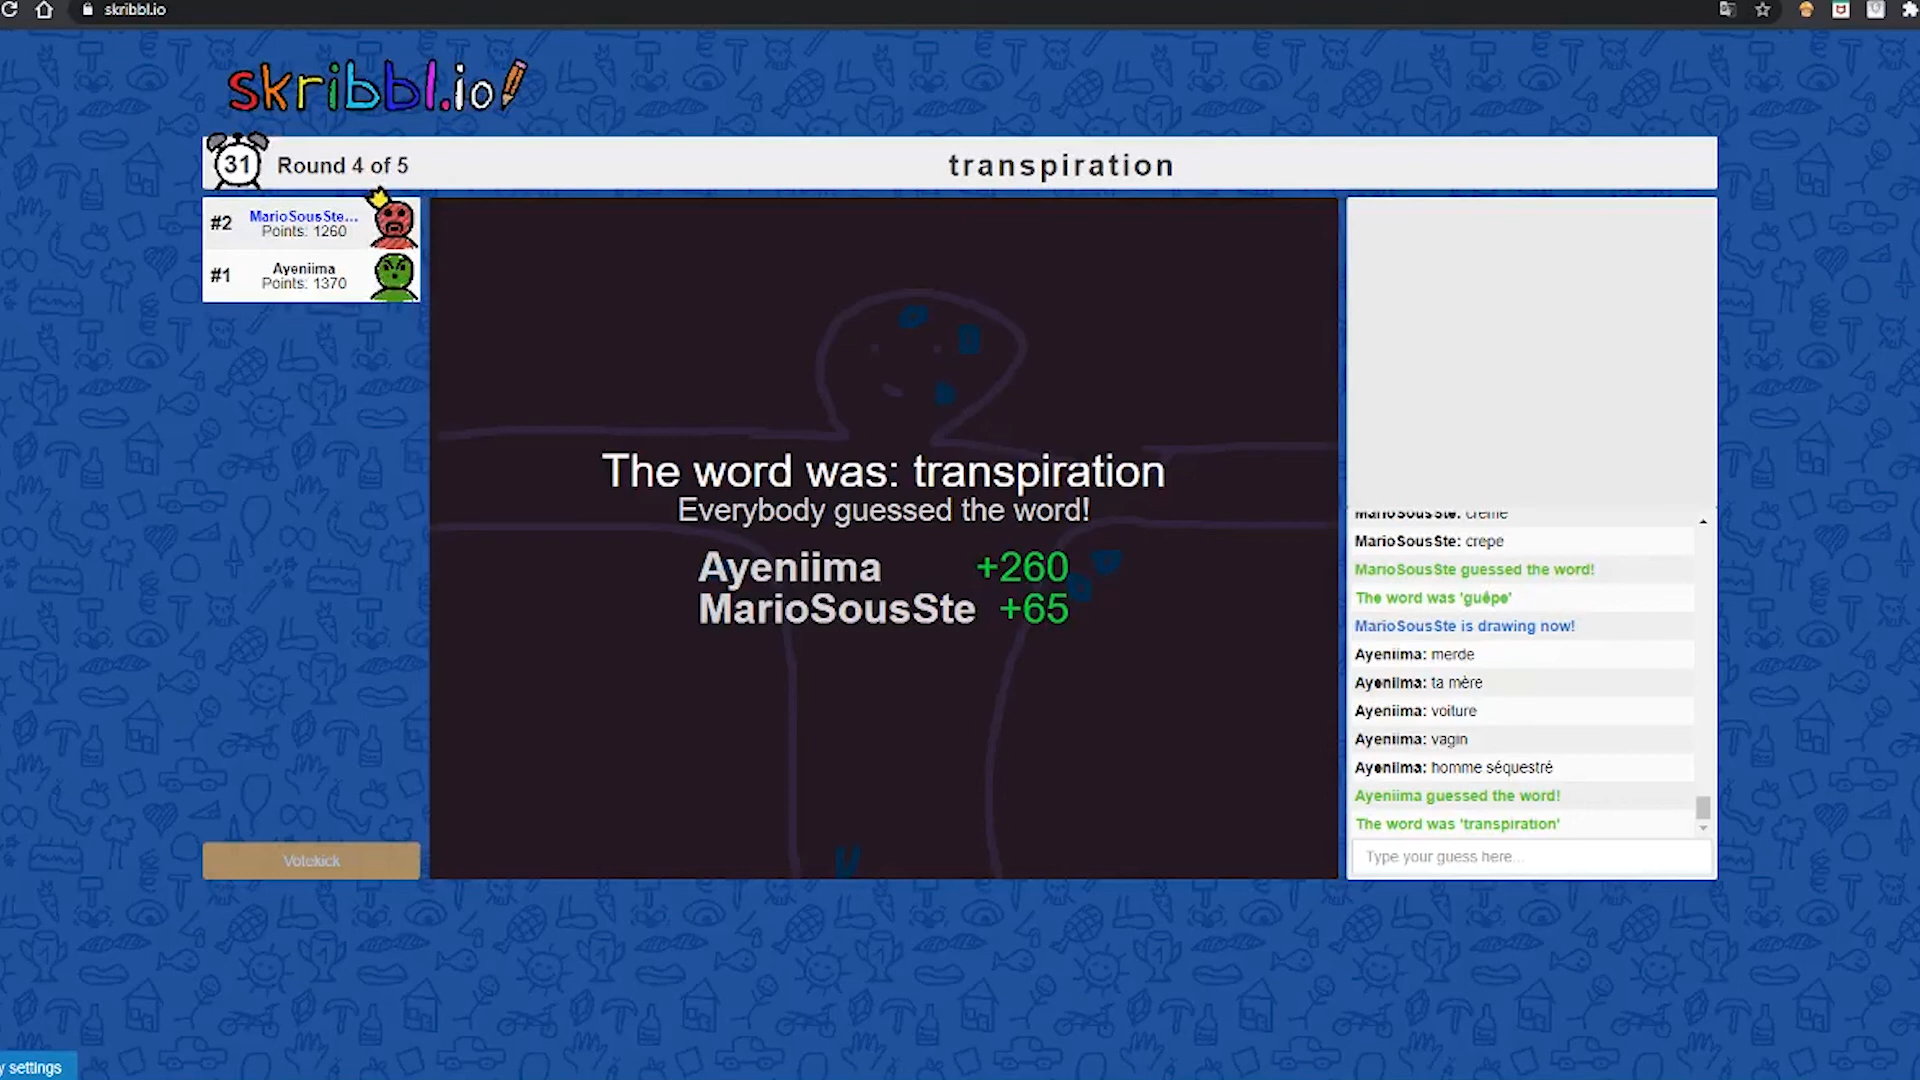 skribbl.io
skribbl.io
31
Round 4 of 5
transpiration
#2
MarioSousSte...
Points: 1260
#1
Ayeniima
Points: 1370
The word was: transpiration
Everybody guessed the word!
Ayeniima +260
MarioSousSte +65
MarioSousSte: creme
MarioSousSte: crepe
MarioSousSte guessed the word!
The word was 'guêpe'
MarioSousSte is drawing now!
Ayeniima: merde
Ayeniima: ta mère
Ayeniima: voiture
Ayeniima: vagin
Ayeniima: homme séquestré
Ayeniima guessed the word!
The word was 'transpiration'
Votekick
Type your guess here...
y settings